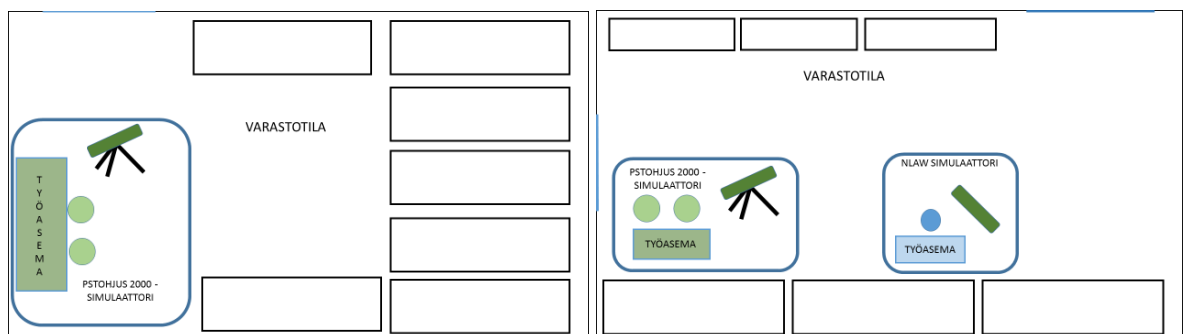 VARASTOTILA
TYÖASEMA
PSTOHJUS 2000 -
SIMULAATTORI
VARASTOTILA
PSTOHJUS 2000 -
SIMULAATTORI
TYÖASEMA
NLAW SIMULAATTORI
TYÖASEMA